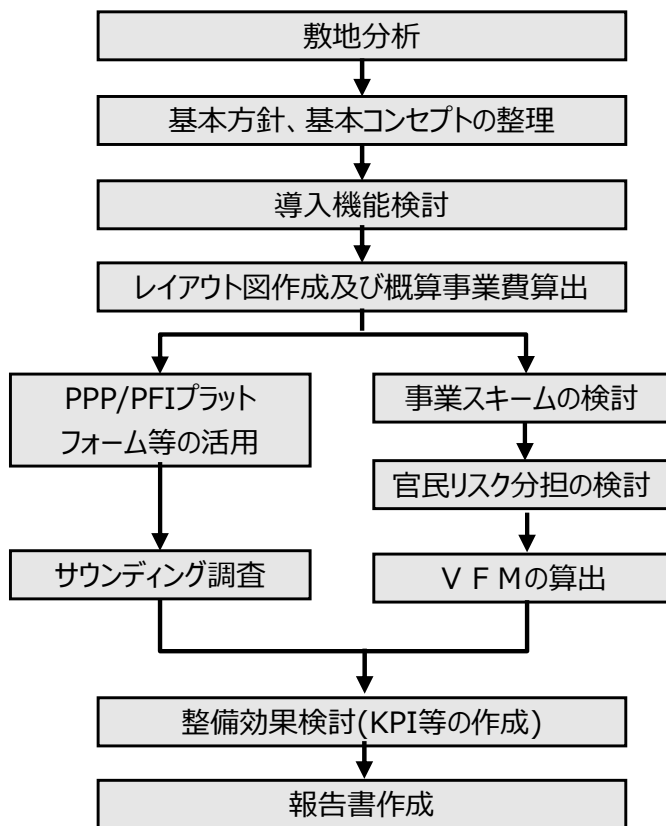 敷地分析
基本方針、基本コンセプトの整理
導入機能検討
レイアウト図作成及び概算事業費算出
PPP/PFIプラット
フォーム等の活用
サウンディング調査
事業スキームの検討
官民リスク分担の検討
ＶＦＭの算出
整備効果検討(KPI等の作成)
報告書作成